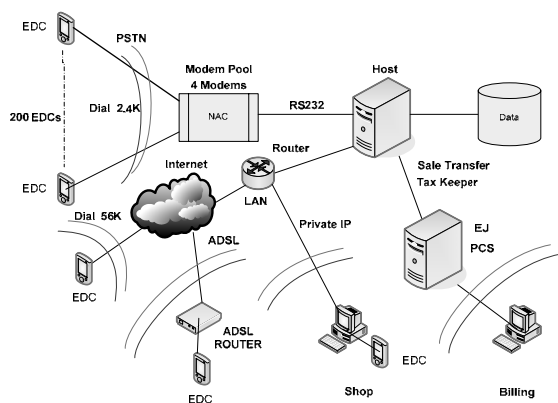 EDC
PSTN
Modem Pool
4 Modems
Host
200 EDCs
Dial 2.4K
NAC
RS232
Data
EDC
Internet
Router
LAN
Sale Transfer
Tax Keeper
Dial 56K
ADSL
Private IP
EJ
PCS
EDC
ADSL
ROUTER
EDC
EDC
Shop
Billing